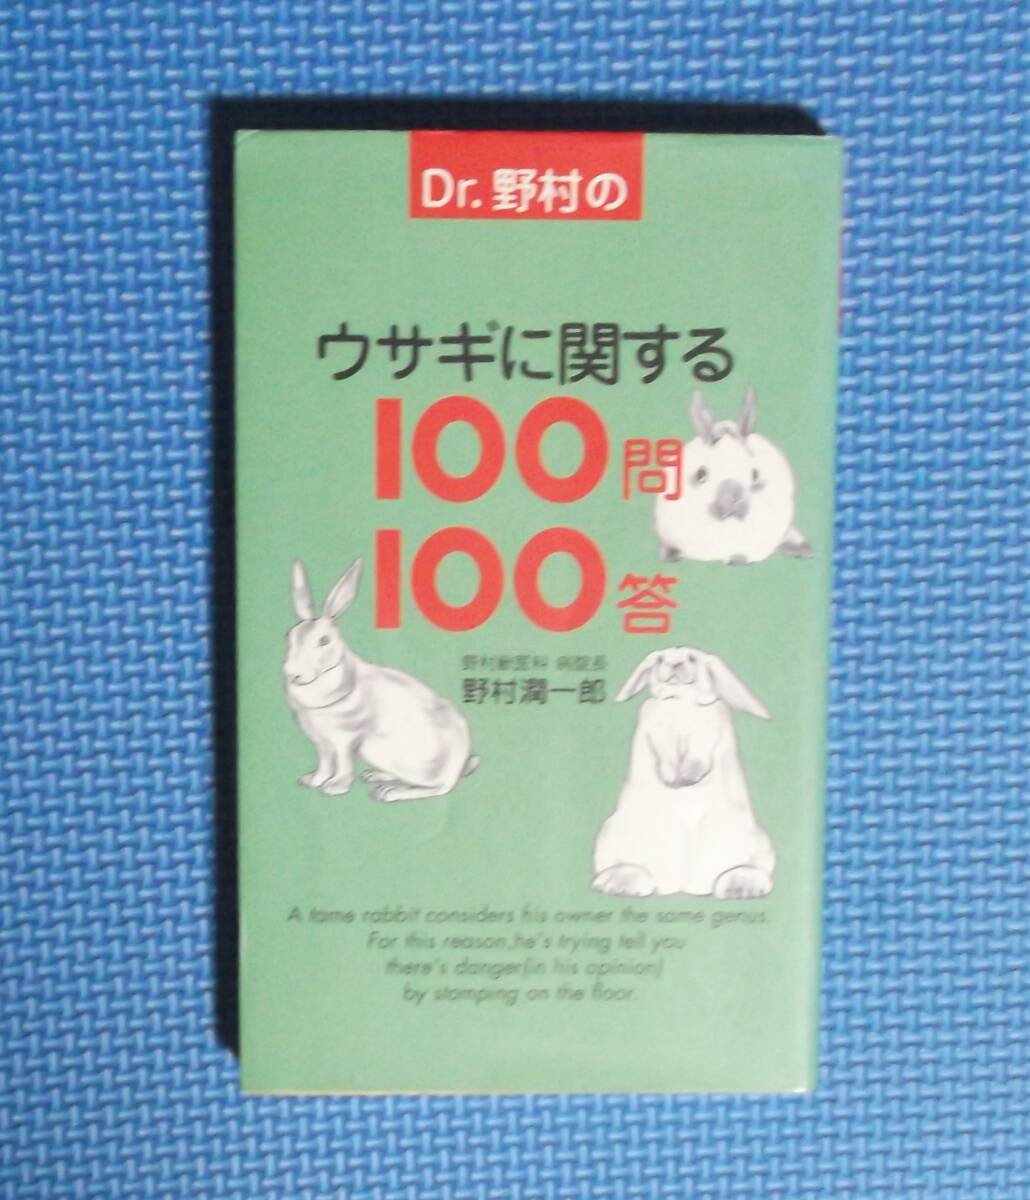 Dr. 野村の
ウサギに関する
100問
100答
野村獣医科 病院長
野村潤一郎
A tame rabbit considers his owner the same genus.
For this reason, he's trying tell you
there's danger(in his opinion)
by stomping on the floor.